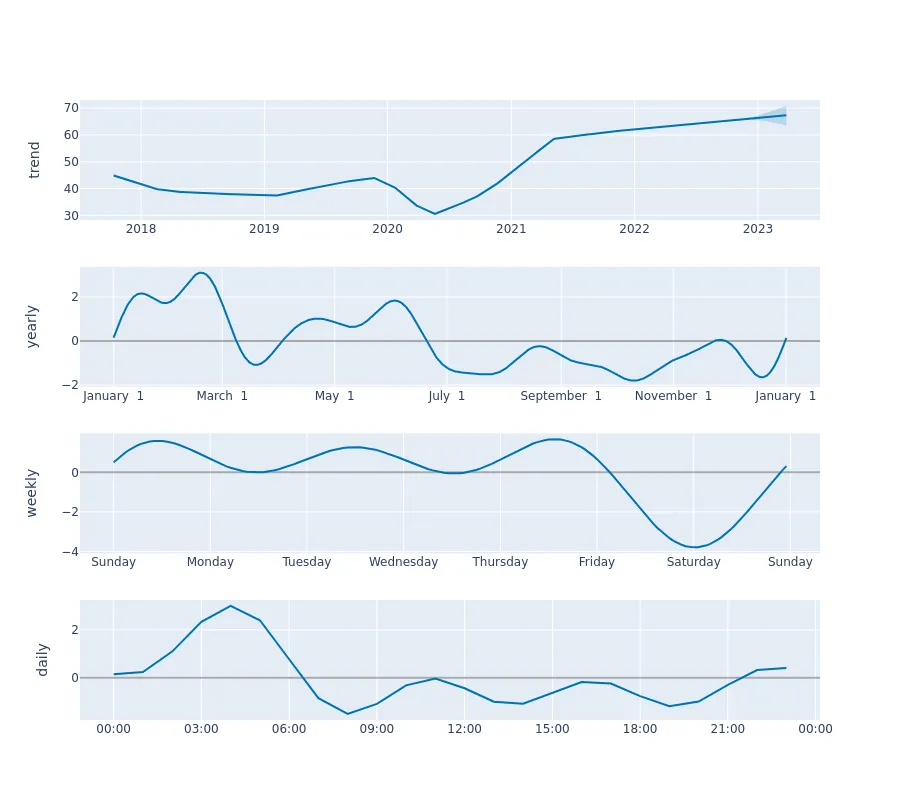 trend
70
60
50
40
30
2018 2019 2020 2021 2022 2023
yearly
2
0
−2
January 1 March 1 May 1 July 1 September 1 November 1 January 1
weekly
0
−2
−4
Sunday Monday Tuesday Wednesday Thursday Friday Saturday Sunday
daily
2
0
00:00 03:00 06:00 09:00 12:00 15:00 18:00 21:00 00:00